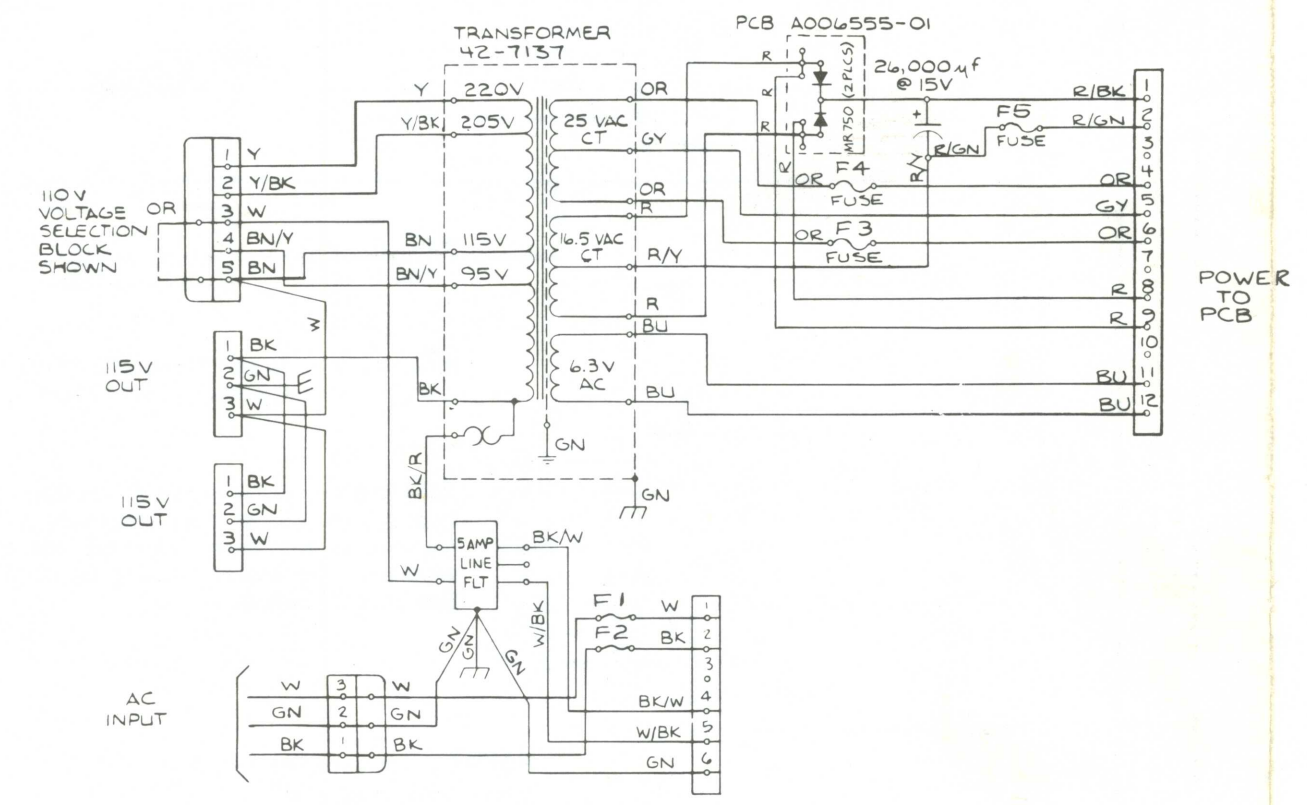 PCB A006555-01
TRANSFORMER
42-7137
MR750 (2 PLCS)
26,000 µf
@ 15V
+
R
R
R
R
Y 220V
Y/BK 205V
25 VAC
CT
OR
GY
OR
R
16.5 VAC
CT
R/Y
R
BU
6.3V
AC
BU
BN 115V
BN/Y 95V
BK
BK/R
GN
GN
R/Y
R/GN
F5
FUSE
OR F4
FUSE
OR F3
FUSE
R/BK 1
R/GN 2
3
OR 4
GY 5
OR 6
7
R 8
R 9
10
BU 11
BU 12
POWER
TO
PCB
110V
VOLTAGE
SELECTION
BLOCK
SHOWN
OR
1 Y
2 Y/BK
3 W
4 BN/Y
5 BN
W
115V
OUT
1 BK
2 GN
3 W
115V
OUT
1 BK
2 GN
3 W
5 AMP
LINE
FLT
W
BK/W
W/BK
GN
GN
GN
F1 W 1
F2 BK 2
3
BK/W 4
W/BK 5
GN 6
AC
INPUT
W 3 W
GN 2 GN
BK 1 BK